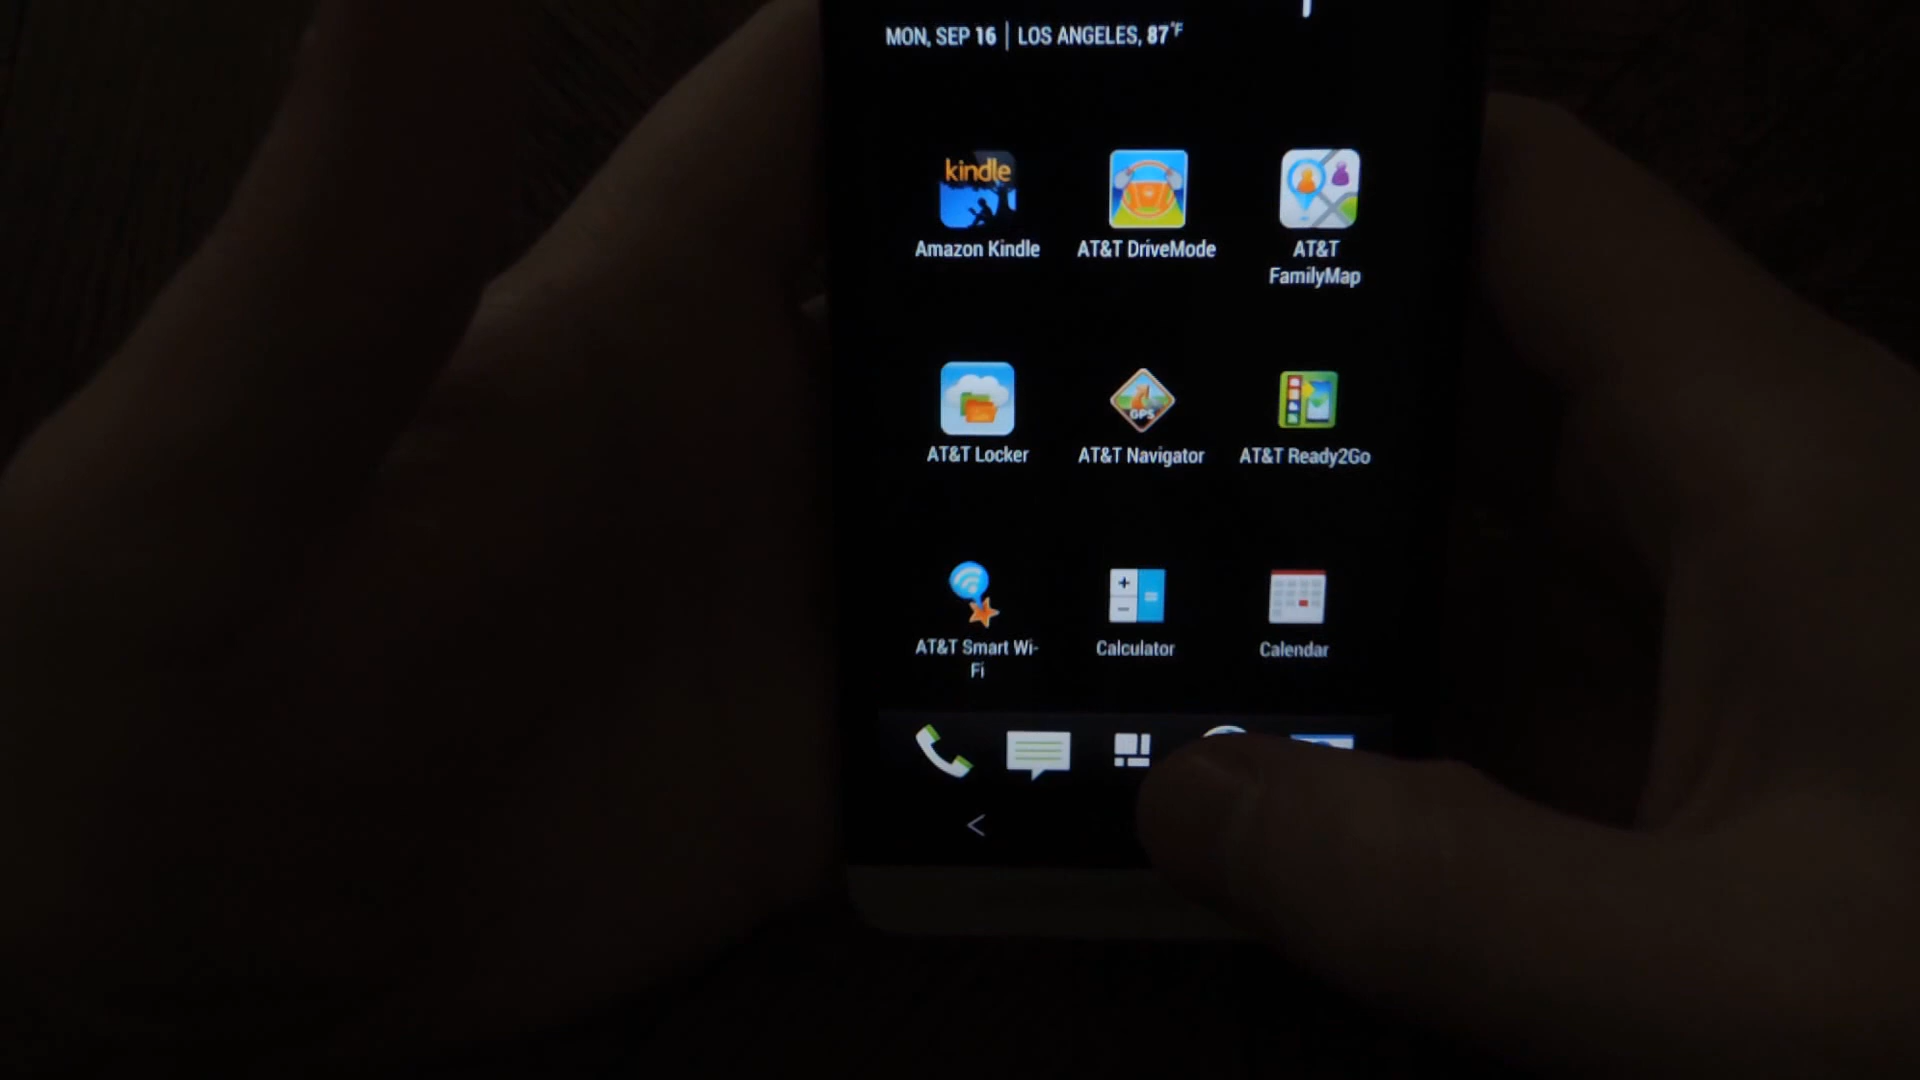 MON, SEP 16 | LOS ANGELES, 87°F
kindle
Amazon Kindle
AT&T DriveMode
AT&T
FamilyMap
AT&T Locker
GPS
AT&T Navigator
AT&T Ready2Go
AT&T Smart Wi-
Fi
Calculator
Calendar